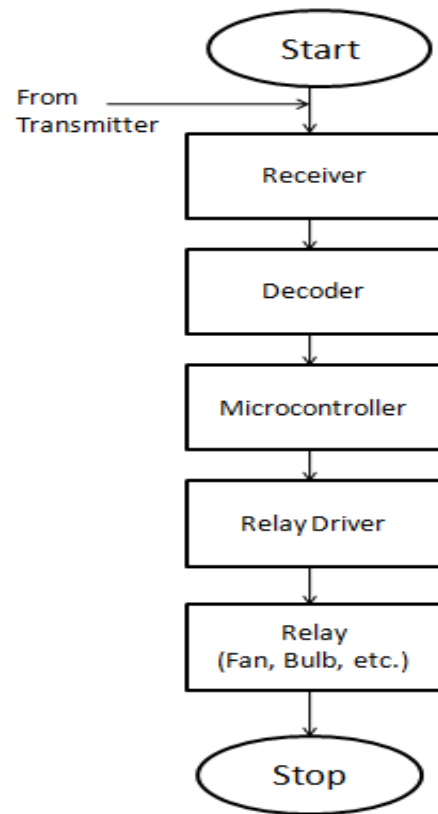 Start
From
Transmitter
Receiver
Decoder
Microcontroller
Relay Driver
Relay
(Fan, Bulb, etc.)
Stop